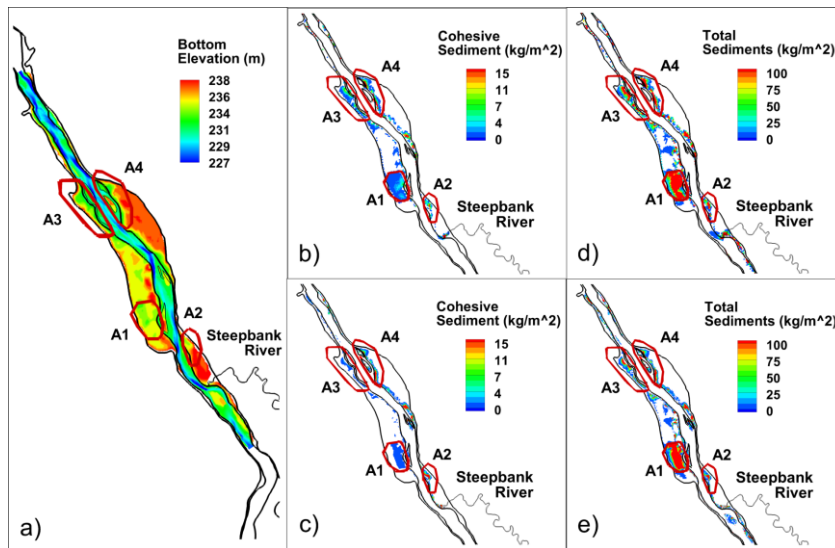 Bottom
Elevation (m)
238
236
234
231
229
227
A4
A3
A1
A2
Steepbank
River
a)
Cohesive
Sediment (kg/m^2)
15
11
7
4
0
A4
A3
A1
A2
Steepbank
River
b)
Cohesive
Sediment (kg/m^2)
15
11
7
4
0
A4
A3
A1
A2
Steepbank
River
c)
Total
Sediments (kg/m^2)
100
75
50
25
0
A4
A3
A1
A2
Steepbank
River
d)
Total
Sediments (kg/m^2)
100
75
50
25
0
A4
A3
A1
A2
Steepbank
River
e)